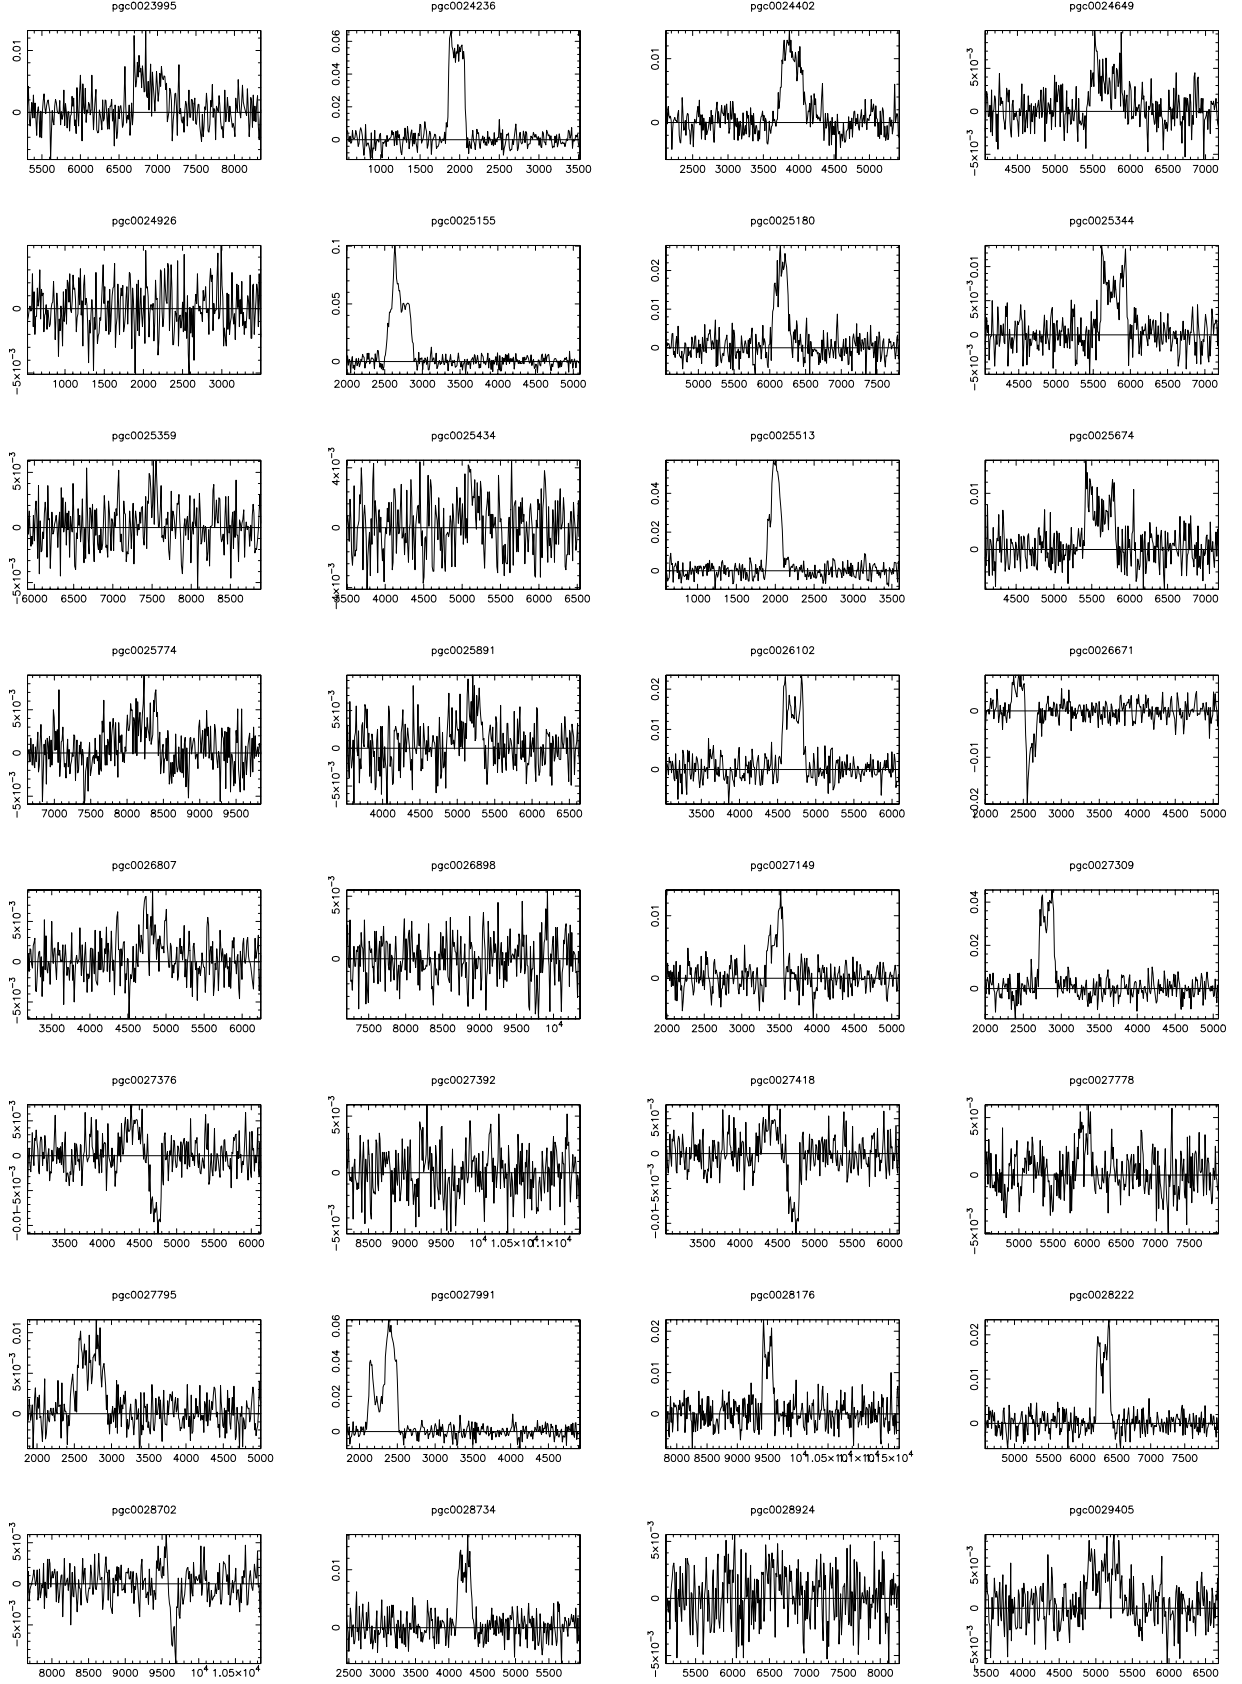 pgc0023995 pgc0024236 pgc0024402 pgc0024649
0 0.01 0 0.02 0.04 0.06 0 0.01 −5×10⁻³ 0 5×10⁻³
5500 6000 6500 7000 7500 8000 1000 1500 2000 2500 3000 3500 2500 3000 3500 4000 4500 5000 4500 5000 5500 6000 6500 7000
pgc0024926 pgc0025155 pgc0025180 pgc0025344
−5×10⁻³ 0 0 0.05 0.1 0 0.01 0.02 −5×10⁻³ 0 5×10⁻³ 0.01
1000 1500 2000 2500 3000 2000 2500 3000 3500 4000 4500 5000 5000 5500 6000 6500 7000 7500 4500 5000 5500 6000 6500 7000
pgc0025359 pgc0025434 pgc0025513 pgc0025674
−5×10⁻³ 0 5×10⁻³ 0 4×10⁻³ 0 0.02 0.04 0 0.01
6000 6500 7000 7500 8000 8500 3500 4000 4500 5000 5500 6000 6500 1000 1500 2000 2500 3000 3500 4500 5000 5500 6000 6500 7000
pgc0025774 pgc0025891 pgc0026102 pgc0026671
−5×10⁻³ 0 5×10⁻³ −5×10⁻³ 0 5×10⁻³ 0 0.01 0.02 −0.02 −0.01 0
7000 7500 8000 8500 9000 9500 4000 4500 5000 5500 6000 6500 3500 4000 4500 5000 5500 6000 2000 2500 3000 3500 4000 4500 5000
pgc0026807 pgc0026898 pgc0027149 pgc0027309
−5×10⁻³ 0 5×10⁻³ 0 5×10⁻³ 0 0.01 0 0.02 0.04
3500 4000 4500 5000 5500 6000 7500 8000 8500 9000 9500 10⁴ 2000 2500 3000 3500 4000 4500 5000 2000 2500 3000 3500 4000 4500 5000
pgc0027376 pgc0027392 pgc0027418 pgc0027778
−0.01 −5×10⁻³ 0 5×10⁻³ −5×10⁻³ 0 5×10⁻³ −0.01 −5×10⁻³ 0 5×10⁻³ −5×10⁻³ 0 5×10⁻³
3500 4000 4500 5000 5500 6000 8500 9000 9500 10⁴ 1.05×10⁴ 1.1×10⁴ 3500 4000 4500 5000 5500 6000 5000 5500 6000 6500 7000 7500
pgc0027795 pgc0027991 pgc0028176 pgc0028222
0 5×10⁻³ 0.01 0 0.02 0.04 0.06 0 0.01 0.02 0 0.01 0.02
2000 2500 3000 3500 4000 4500 5000 2000 2500 3000 3500 4000 4500 8000 8500 9000 9500 10⁴ 1.05×10⁴ 1.1×10⁴ 1.15×10⁴ 5000 5500 6000 6500 7000 7500
pgc0028702 pgc0028734 pgc0028924 pgc0029405
−5×10⁻³ 0 5×10⁻³ 0 0.01 −5×10⁻³ 0 5×10⁻³ −5×10⁻³ 0 5×10⁻³
8000 8500 9000 9500 10⁴ 1.05×10⁴ 2500 3000 3500 4000 4500 5000 5500 5500 6000 6500 7000 7500 8000 3500 4000 4500 5000 5500 6000 6500